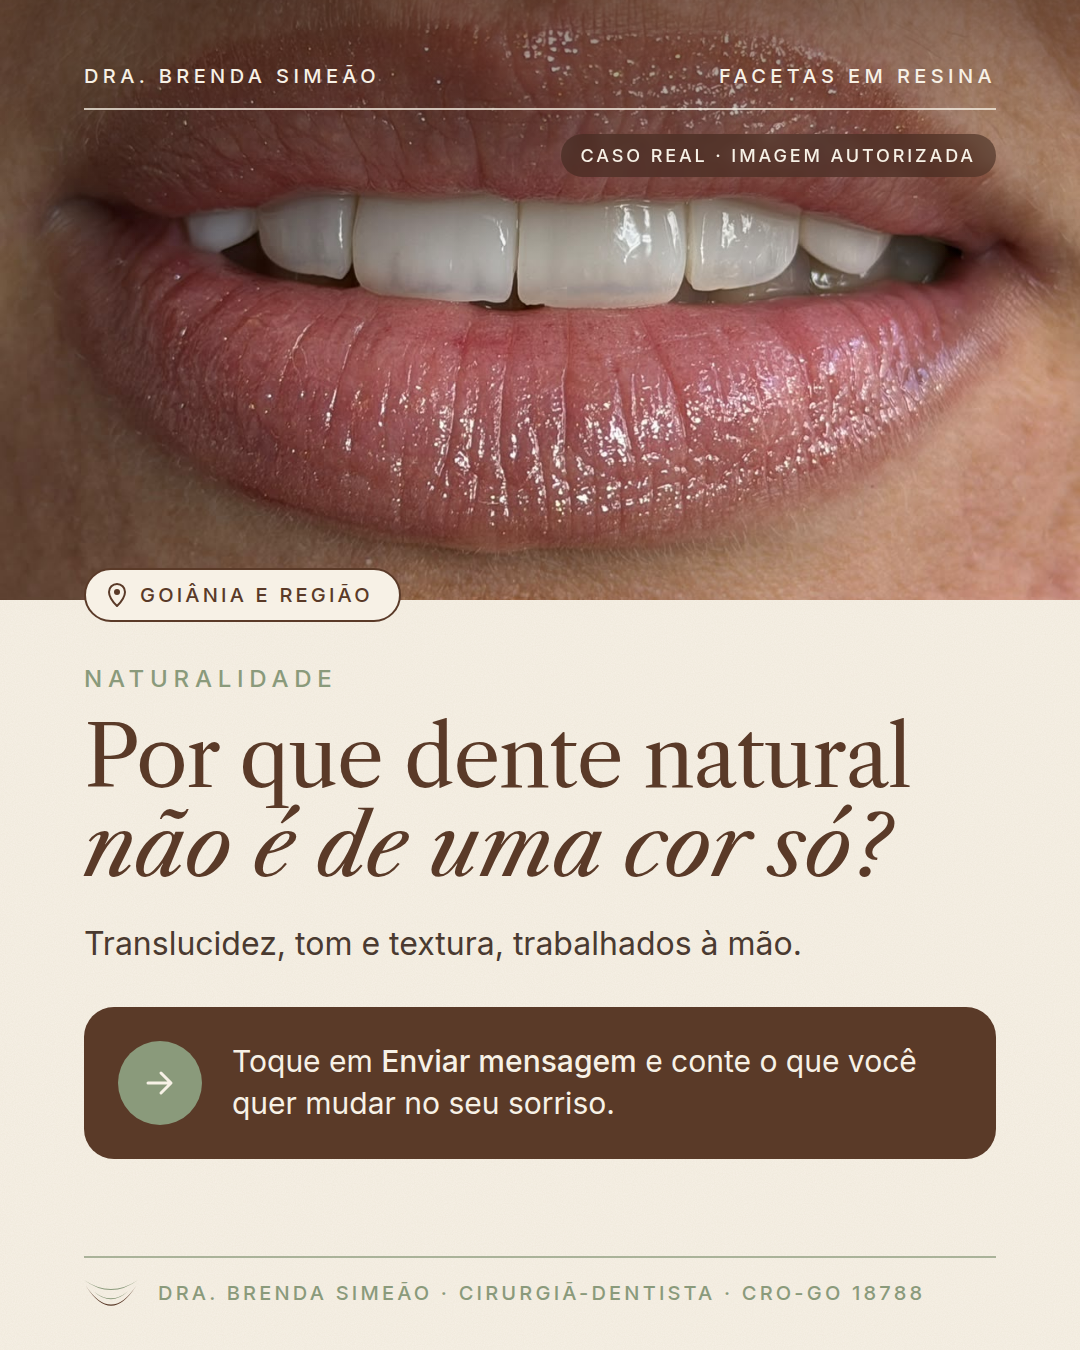 DRA. BRENDA SIMEÃO
FACETAS EM RESINA
CASO REAL · IMAGEM AUTORIZADA
GOIÂNIA E REGIÃO
NATURALIDADE
Por que dente natural
não é de uma cor só?
Translucidez, tom e textura, trabalhados à mão.
Toque em Enviar mensagem e conte o que você
quer mudar no seu sorriso.
DRA. BRENDA SIMEÃO · CIRURGIÃ-DENTISTA · CRO-GO 18788